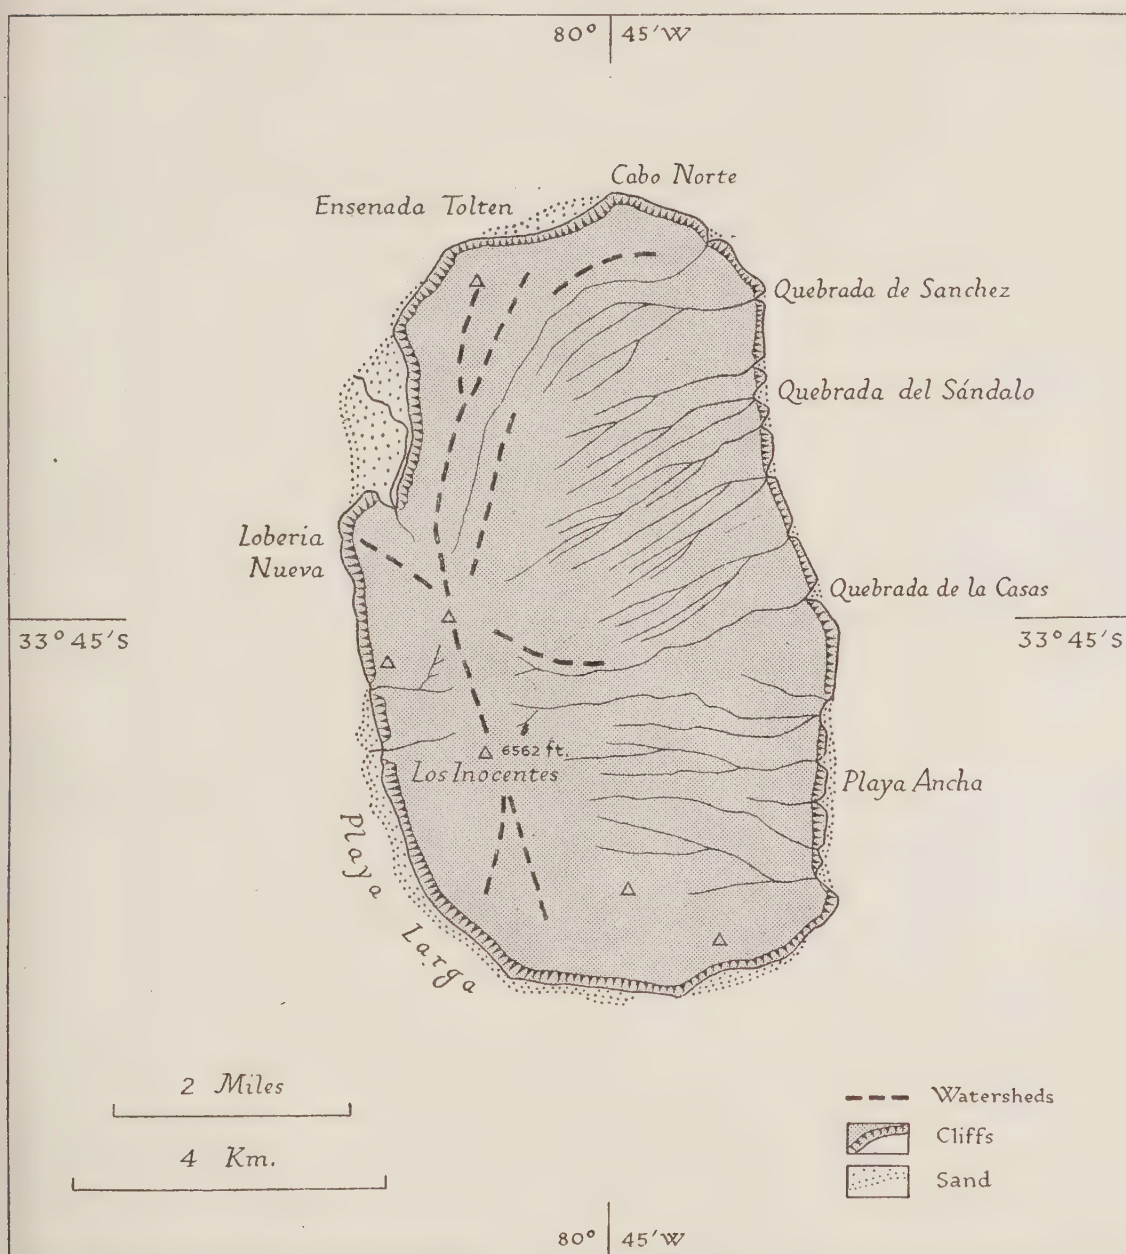 80° 45'W
Cabo Norte
Ensenada Tolten
Quebrada de Sanchez
Quebrada del Sándalo
Lobería
Nueva
Quebrada de la Casas
33°45'S
33°45'S
6562 ft.
Los Inocentes
Playa Ancha
Playa
Larga
2 Miles
4 Km.
Watersheds
Cliffs
Sand
80° 45'W